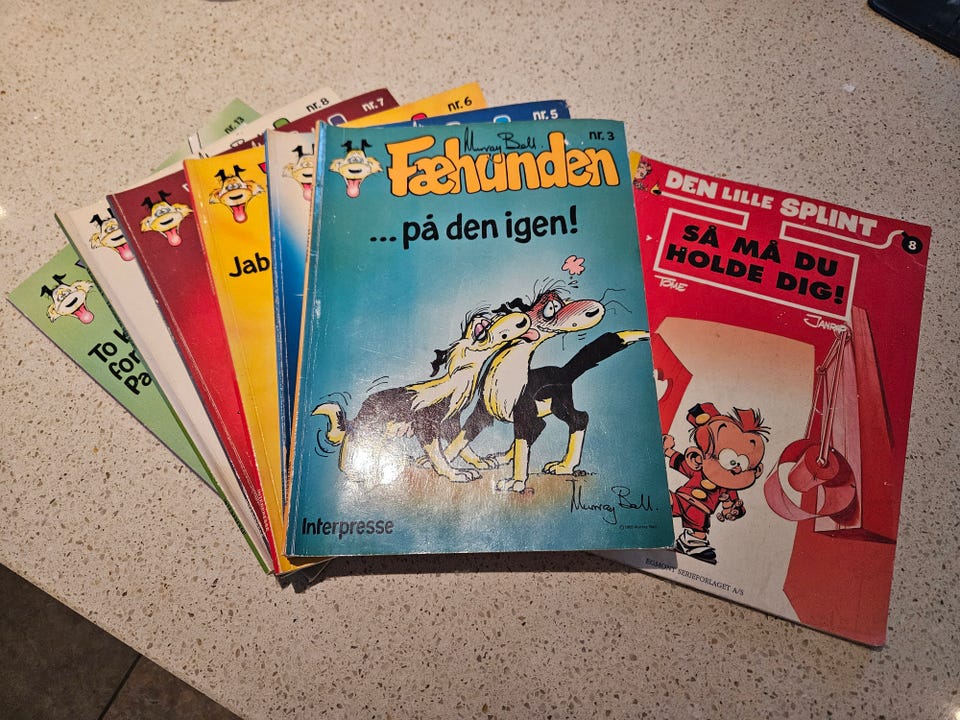 nr.13
nr.8
nr.7
nr.6
nr.5
nr.3
Murray Ball
Fæhunden
...på den igen!
Murray Ball.
Interpresse
Jab
To
for
Pa
DEN LILLE SPLINT
8
SÅ MÅ DU
HOLDE DIG!
TOME
JANRY
EGMONT SERIEFORLAGET A/S